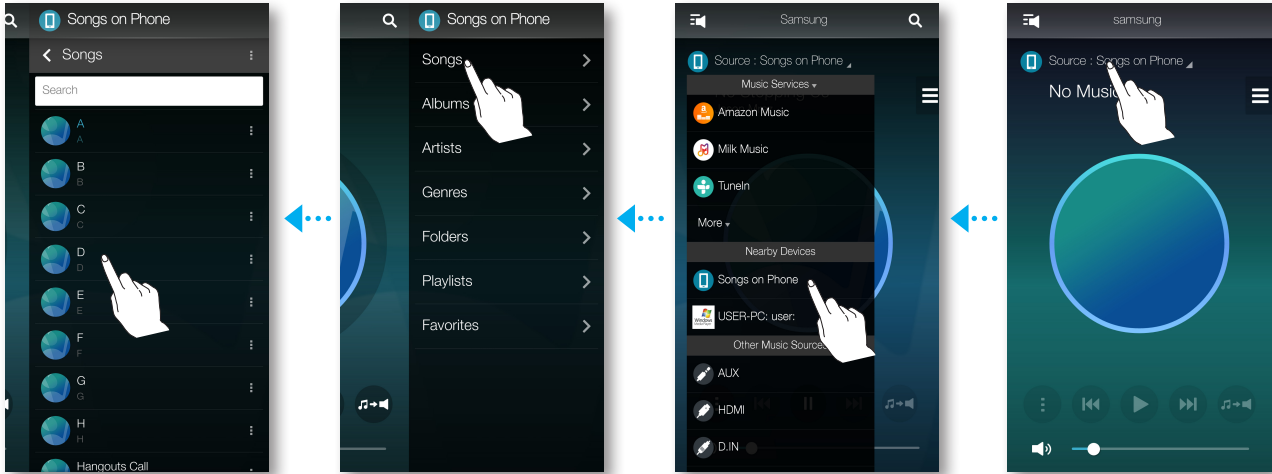 Songs on Phone
Songs
Search
A
A
B
B
C
C
D
D
E
E
F
F
G
G
H
H
Hangouts Call
Songs on Phone
Songs
Albums
Artists
Genres
Folders
Playlists
Favorites
Samsung
Source : Songs on Phone
Music Services
Amazon Music
Milk Music
TuneIn
More
Nearby Devices
Songs on Phone
USER-PC: user:
Other Music Sources
AUX
HDMI
D.IN
samsung
Source : Songs on Phone
No Music